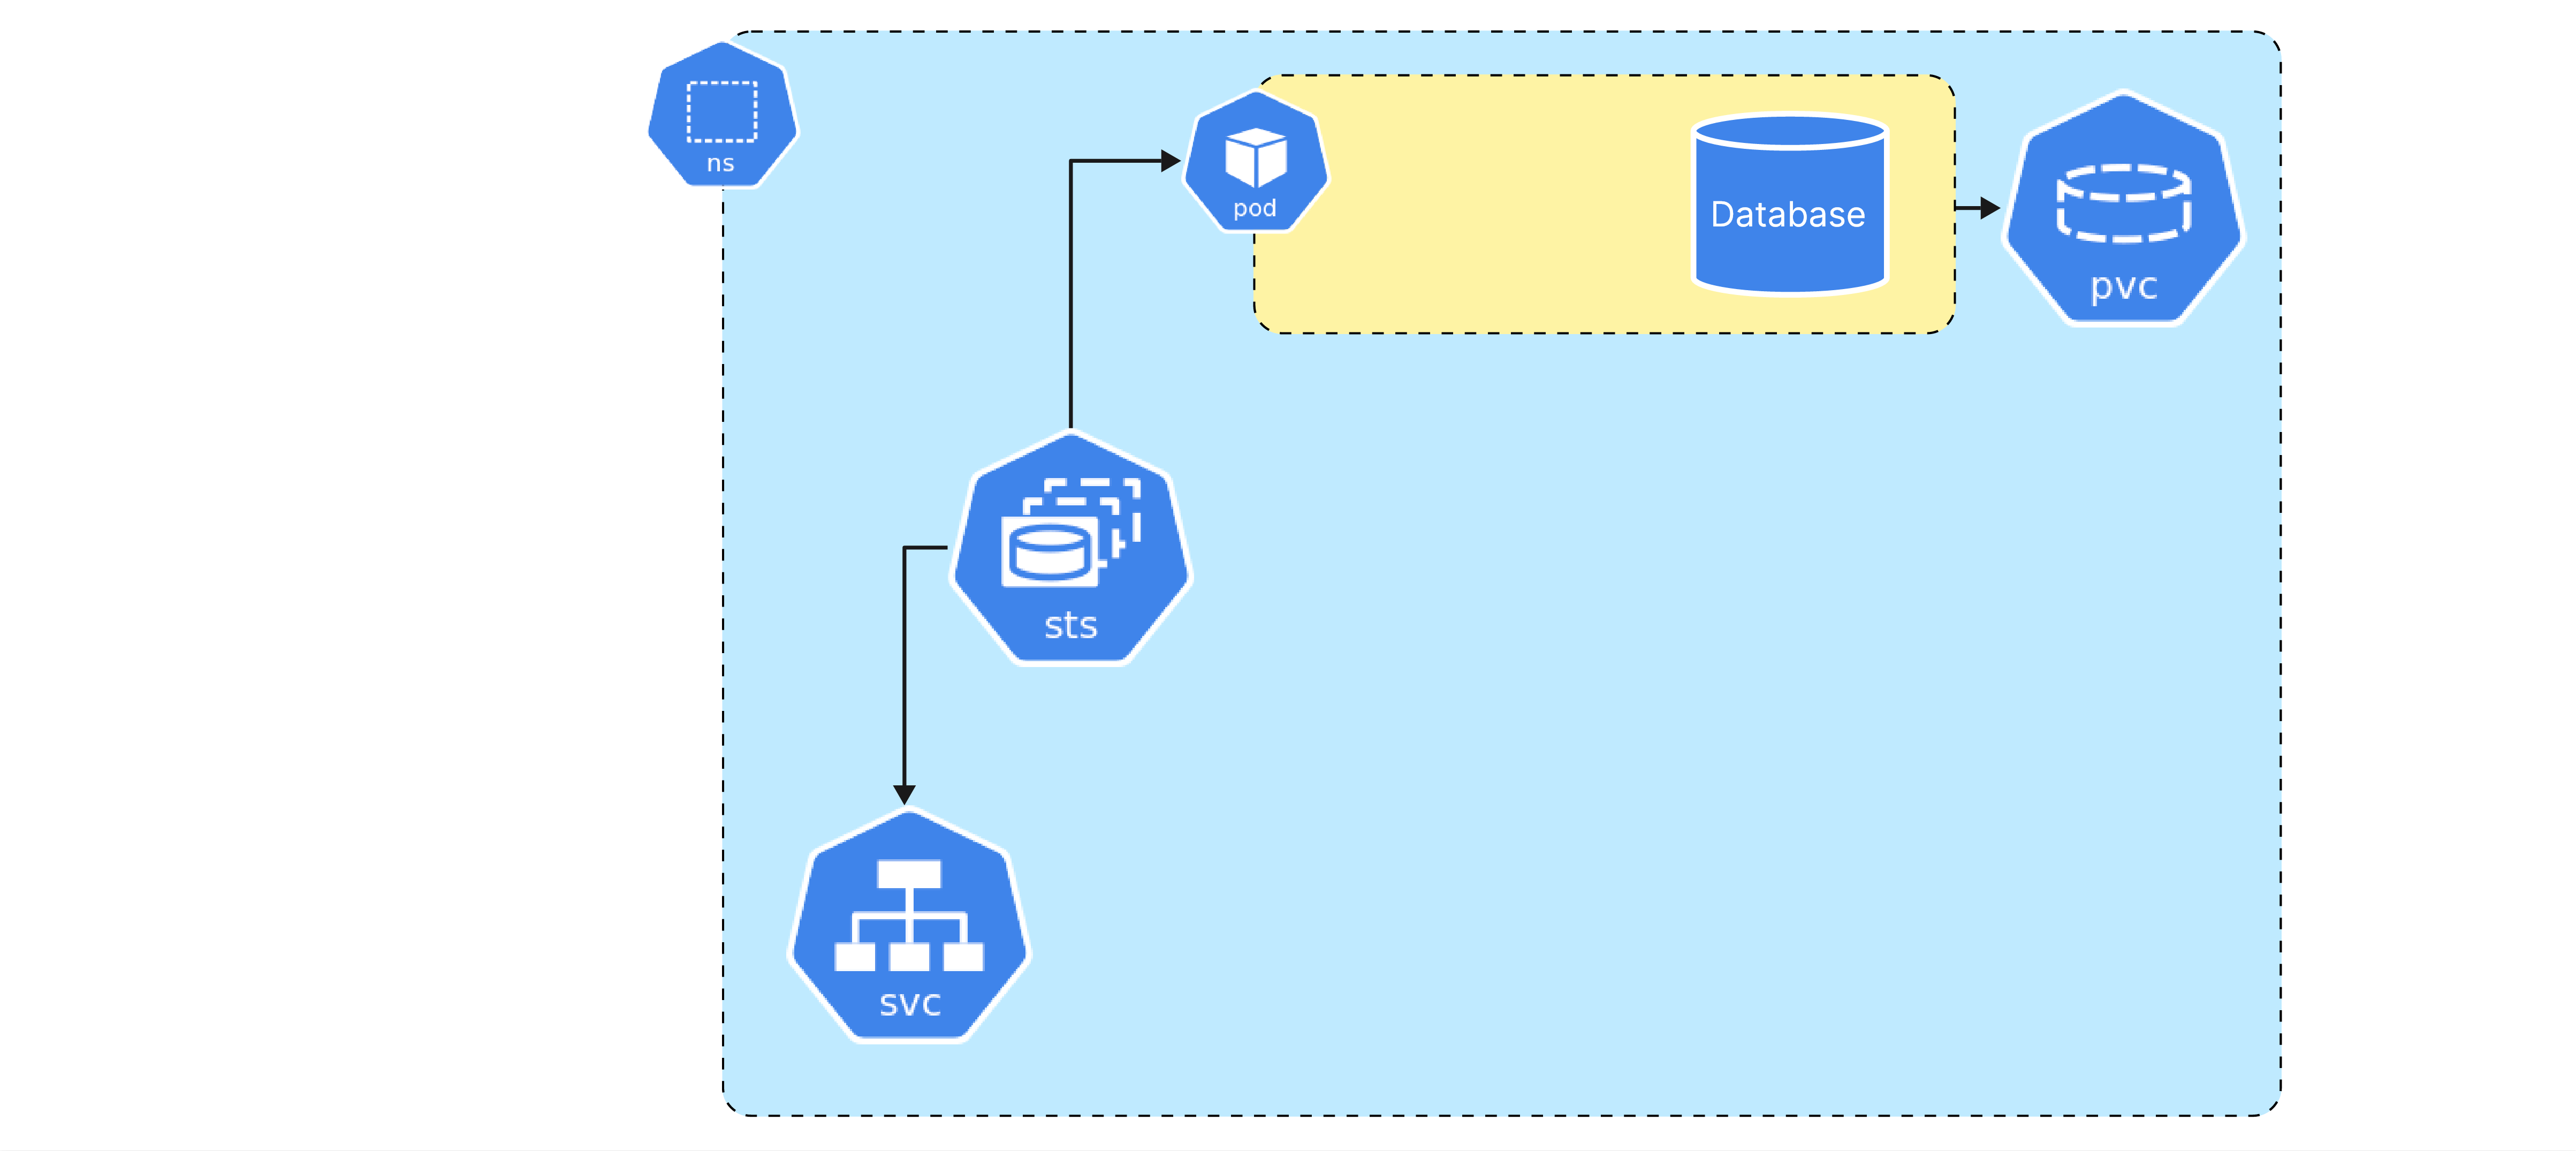 ns
pod
Database
pvc
sts
svc